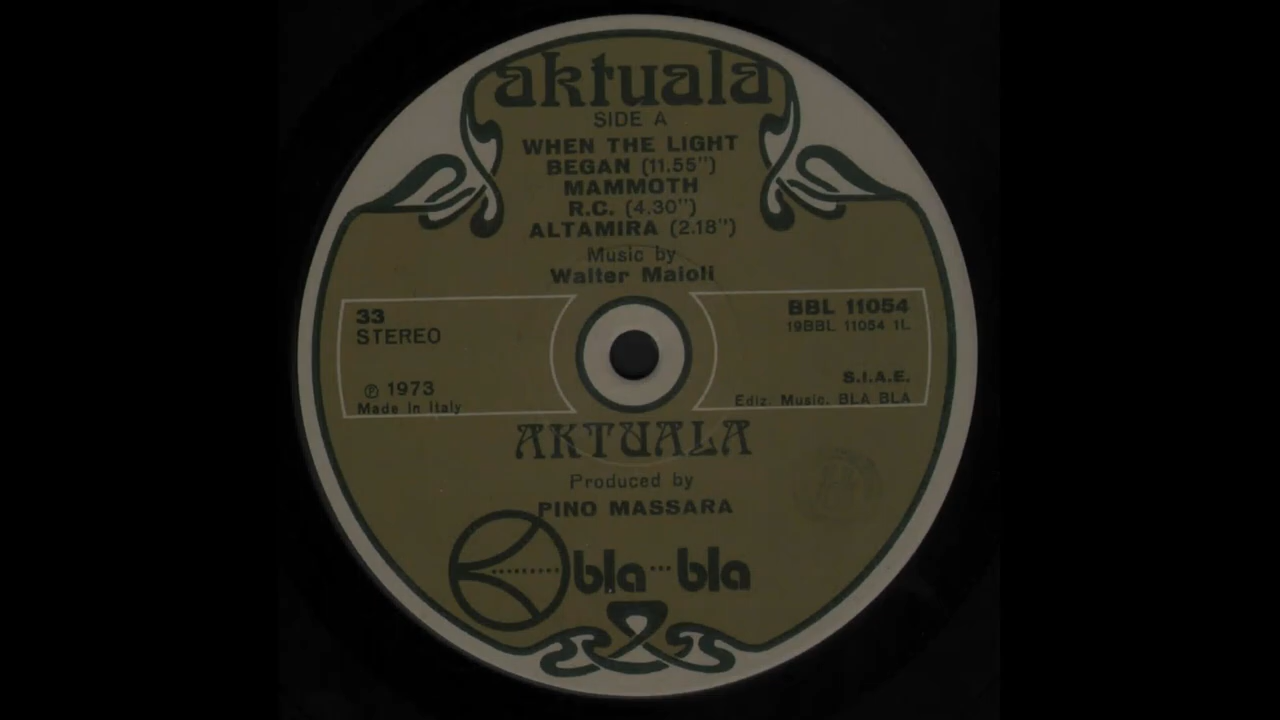 aktuala
SIDE A
WHEN THE LIGHT
BEGAN (11.55")
MAMMOTH
R.C. (4.30")
ALTAMIRA (2.18")
Music by
Walter Maioli
33
STEREO
℗ 1973
Made in Italy
BBL 11054
19BBL 11054 1L
S.I.A.E.
Ediz. Music. BLA BLA
AKTUALA
Produced by
PINO MASSARA
bla···bla